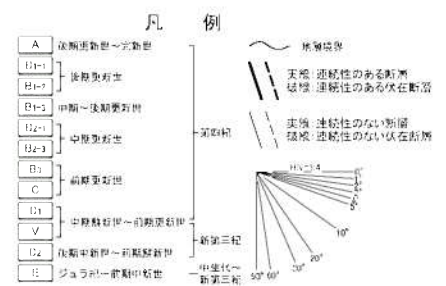 凡 例
A 後期更新世～完新世
B1-1
B1-2
後期更新世
中期～後期更新世
B2-1
B2-3
中期更新世
C
前期更新世
D1
V
中期鮮新世～前期更新世
D2 後期中新世～前期鮮新世
E ジュラ紀～前期中新世
第四紀
新第三紀
中生代～
新第三紀
地層境界
実線：連続性のある断層
破線：連続性のある伏在断層
実線：連続性のない断層
破線：連続性のない伏在断層
10°
20°
30°
60°
90°